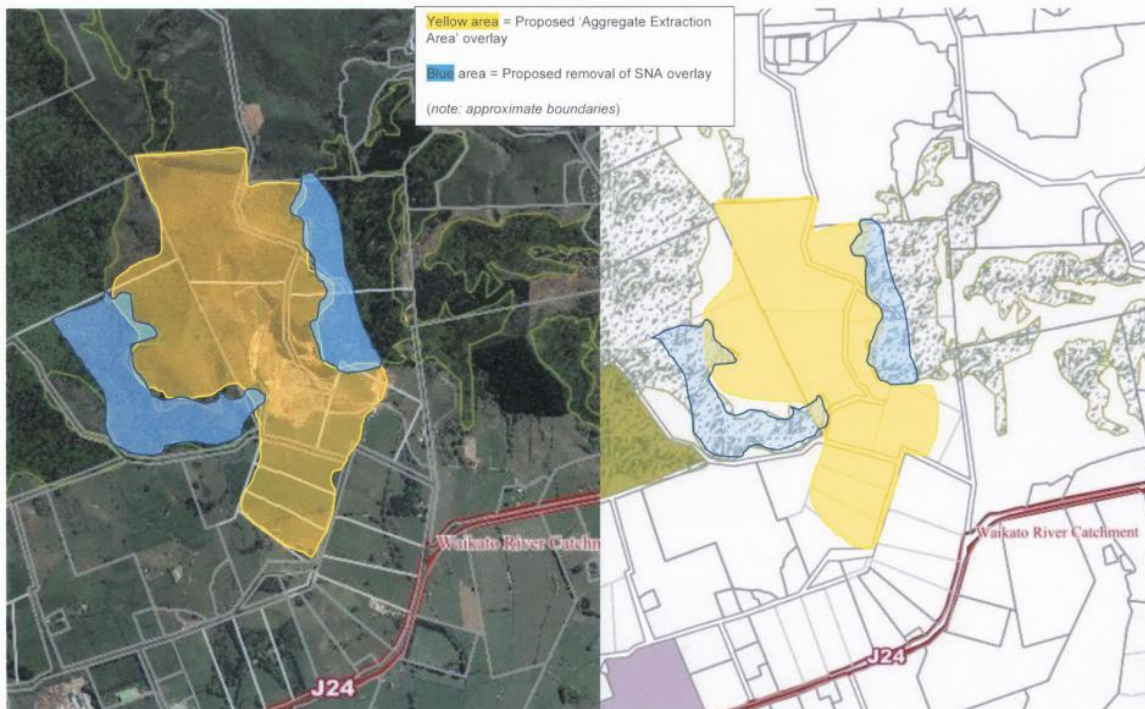 Yellow area = Proposed 'Aggregate Extraction
Area' overlay
Blue area = Proposed removal of SNA overlay
(note: approximate boundaries)
Waikato River Catchm
J24
Waikato River Catchment
J24